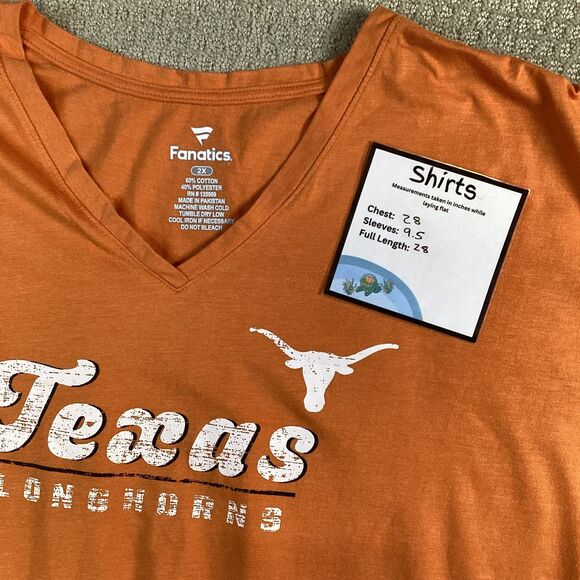 Fanatics.
2X
60% COTTON
40% POLYESTER
RN# 135969
MADE IN PAKISTAN
MACHINE WASH COLD
TUMBLE DRY LOW
COOL IRON IF NECESSARY
DO NOT BLEACH
Shirts
Measurements taken in inches while
laying flat
Chest: 28
Sleeves: 9.5
Full Length: 28
Texas
LONGHORNS